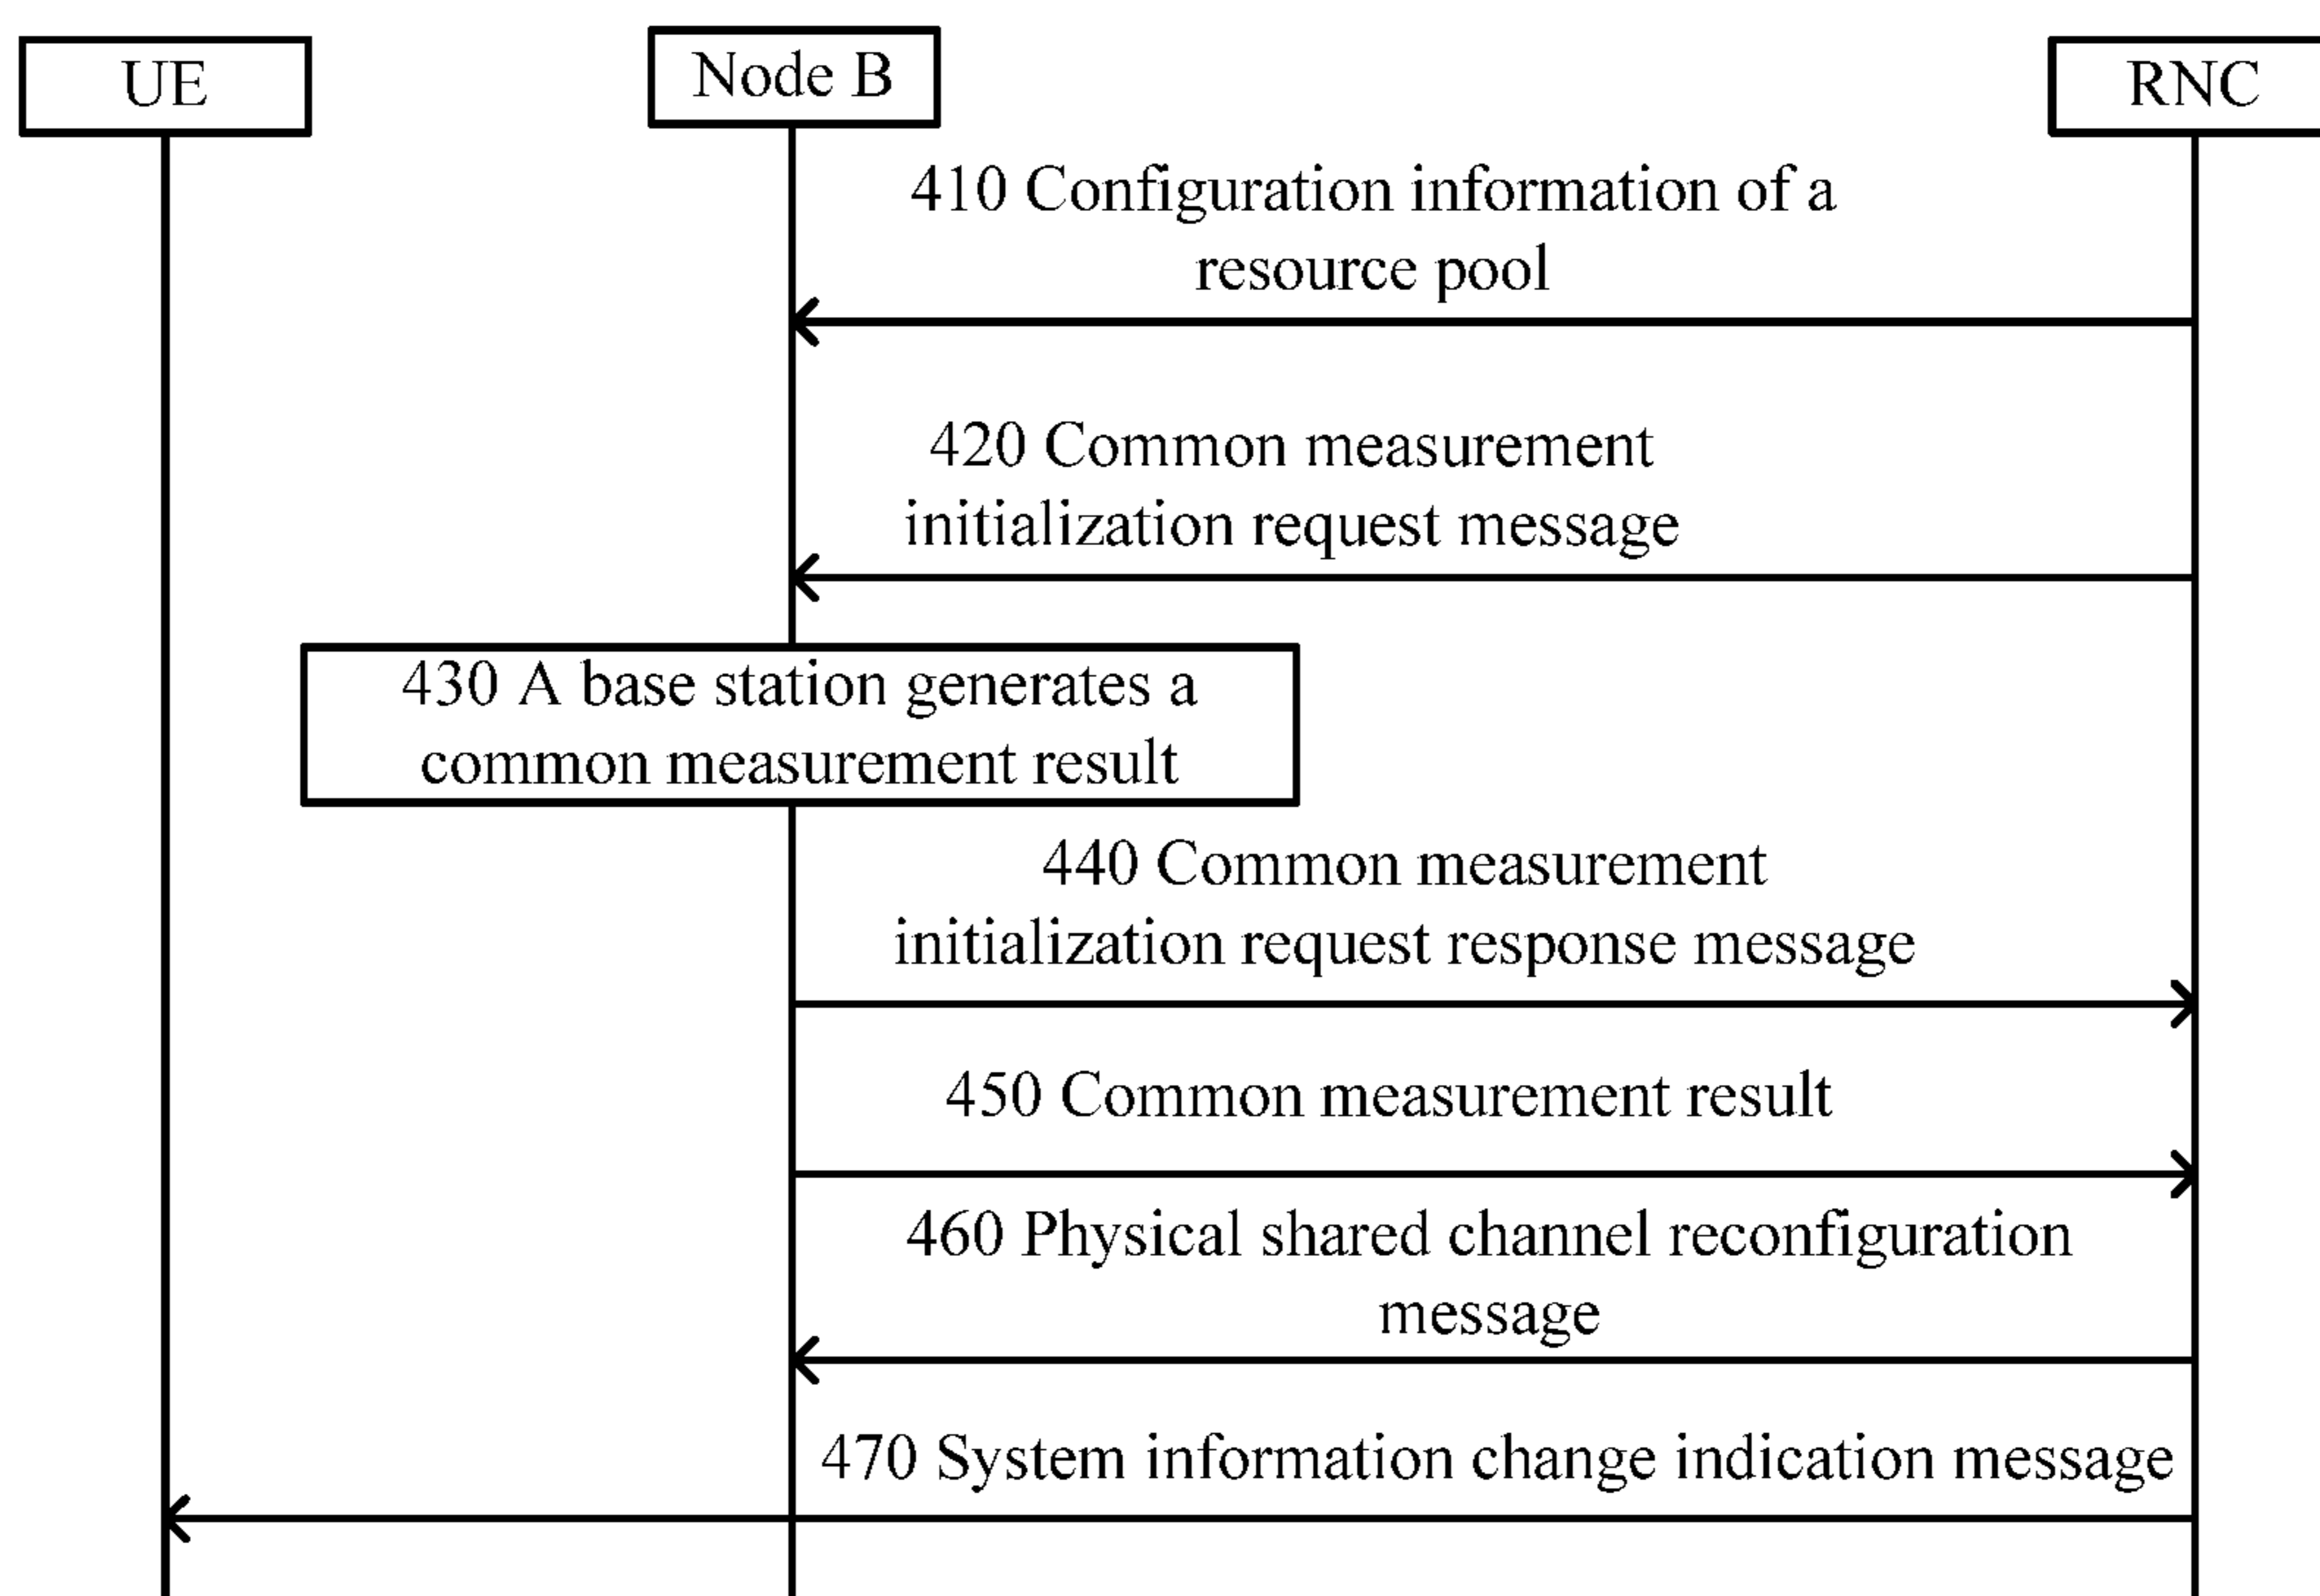 UE
Node B
RNC
410 Configuration information of a
resource pool
420 Common measurement
initialization request message
430 A base station generates a
common measurement result
440 Common measurement
initialization request response message
450 Common measurement result
460 Physical shared channel reconfiguration
message
470 System information change indication message